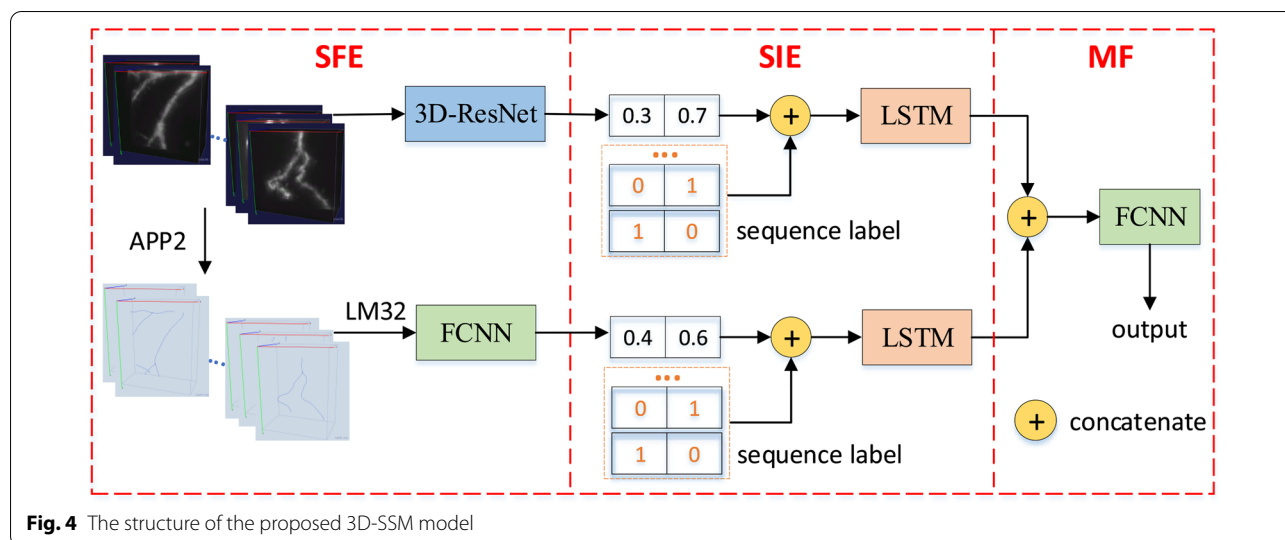 SFE
SIE
MF
3D-ResNet
0.3 0.7
LSTM
...
0 1
1 0
sequence label
APP2
LM32
FCNN
0.4 0.6
LSTM
...
0 1
1 0
sequence label
+
+
+
FCNN
output
+ concatenate
Fig. 4 The structure of the proposed 3D-SSM model